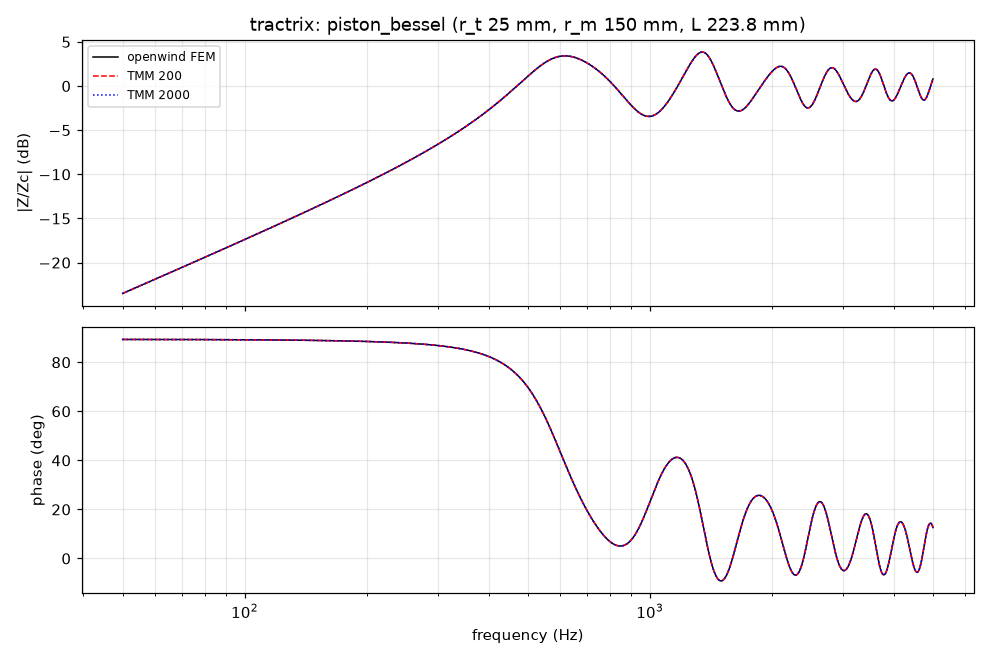 tractrix: piston_bessel (r_t 25 mm, r_m 150 mm, L 223.8 mm)
openwind FEM
TMM 200
TMM 2000
|Z/Zc| (dB)
5
0
−5
−10
−15
−20
phase (deg)
80
60
40
20
0
10²
10³
frequency (Hz)